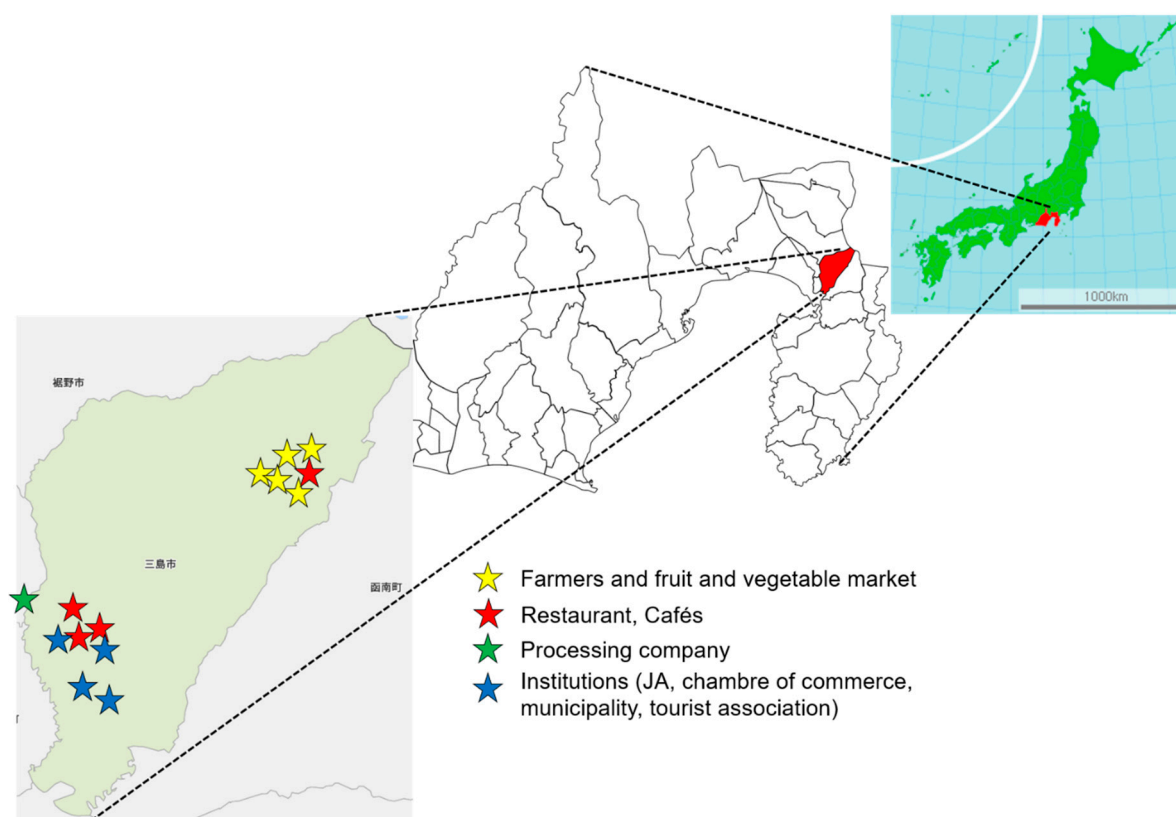 1000km
裾野市
三島市
函南町
Farmers and fruit and vegetable market
Restaurant, Cafés
Processing company
Institutions (JA, chambre of commerce,
municipality, tourist association)